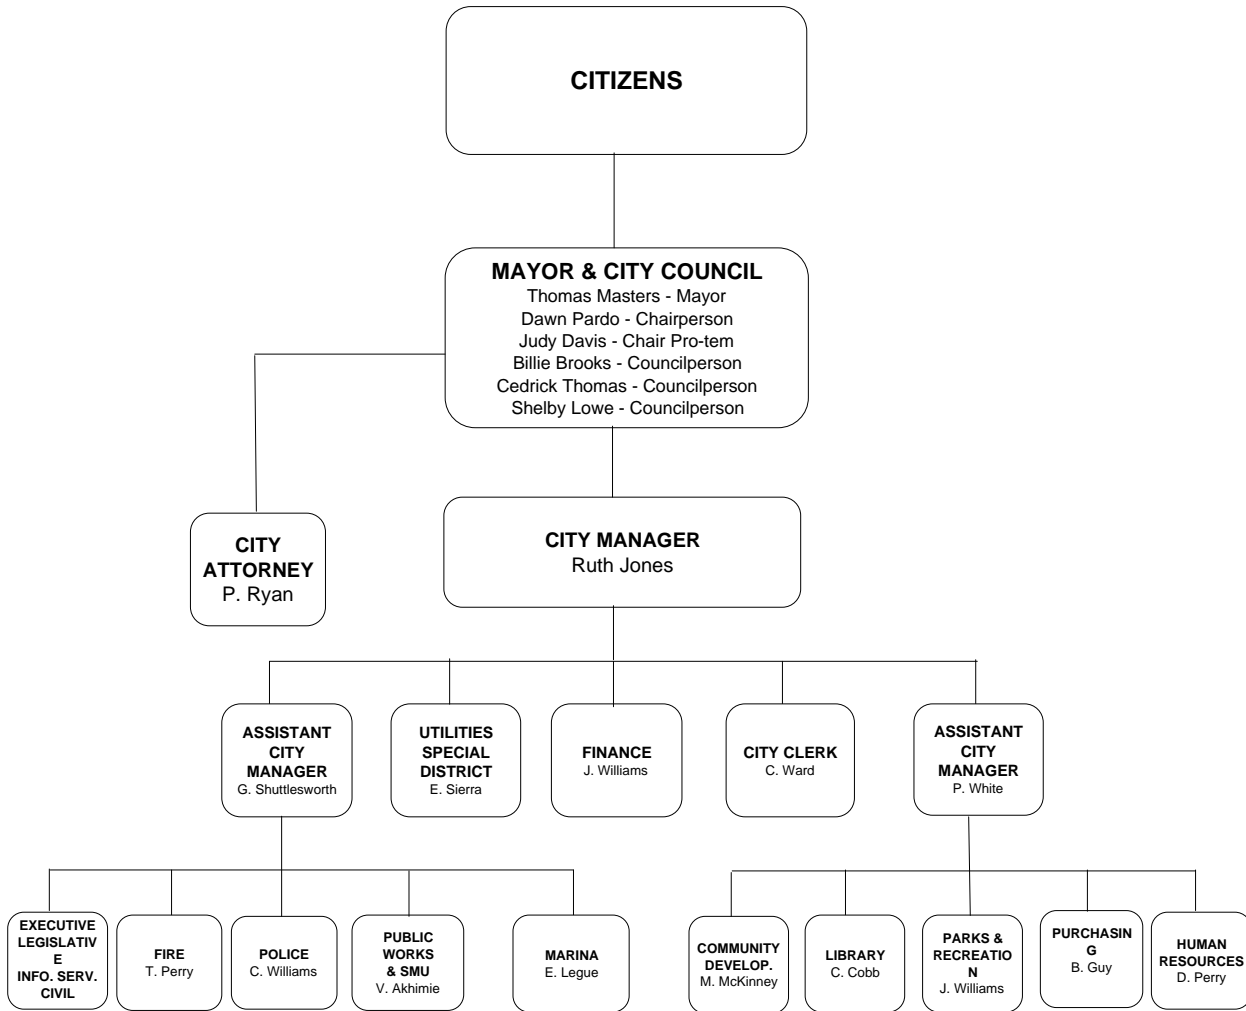 CITIZENS
MAYOR & CITY COUNCIL
Thomas Masters - Mayor
Dawn Pardo - Chairperson
Judy Davis - Chair Pro-tem
Billie Brooks - Councilperson
Cedrick Thomas - Councilperson
Shelby Lowe - Councilperson
CITY
ATTORNEY
P. Ryan
CITY MANAGER
Ruth Jones
ASSISTANT
CITY
MANAGER
G. Shuttlesworth
UTILITIES
SPECIAL
DISTRICT
E. Sierra
FINANCE
J. Williams
CITY CLERK
C. Ward
ASSISTANT
CITY
MANAGER
P. White
EXECUTIVE
LEGISLATIV
E
INFO. SERV.
CIVIL
FIRE
T. Perry
POLICE
C. Williams
PUBLIC
WORKS
& SMU
V. Akhimie
MARINA
E. Legue
COMMUNITY
DEVELOP.
M. McKinney
LIBRARY
C. Cobb
PARKS &
RECREATIO
N
J. Williams
PURCHASIN
G
B. Guy
HUMAN
RESOURCES
D. Perry